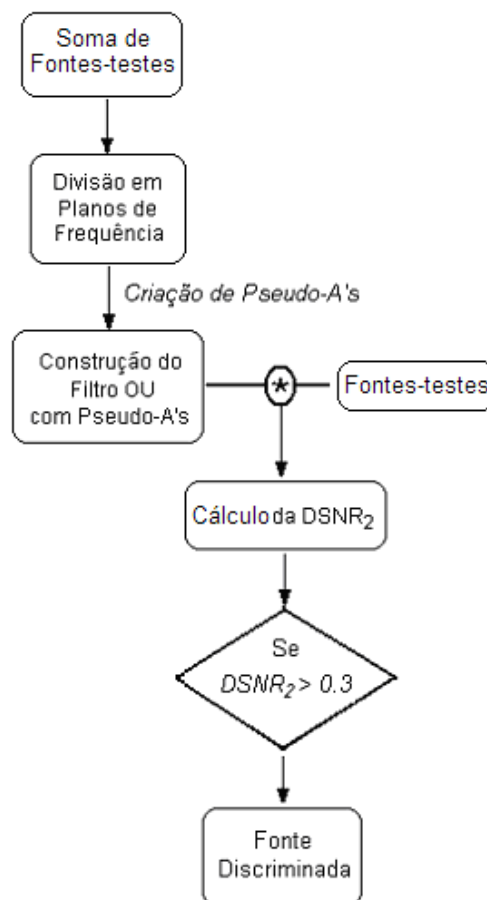 Soma de
Fontes-testes
Divisão em
Planos de
Frequência
Criação de Pseudo-A's
Construção do
Filtro OU
com Pseudo-A's
*
Fontes-testes
Cálculo da DSNR2
Se
DSNR2 > 0.3
Fonte
Discriminada